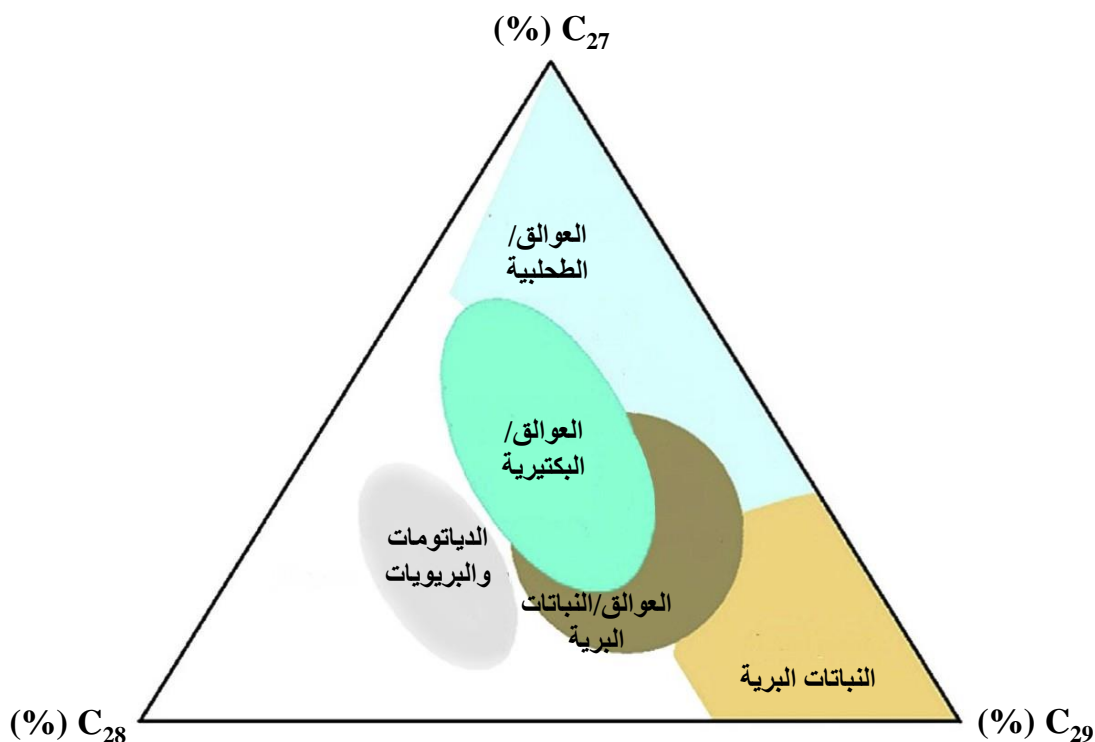 (%) C₂₇
العوالق/
الطحلبية
العوالق/
البكتيرية
الدياتومات
والبريويات
العوالق/النباتات
البرية
النباتات البرية
(%) C₂₈
(%) C₂₉